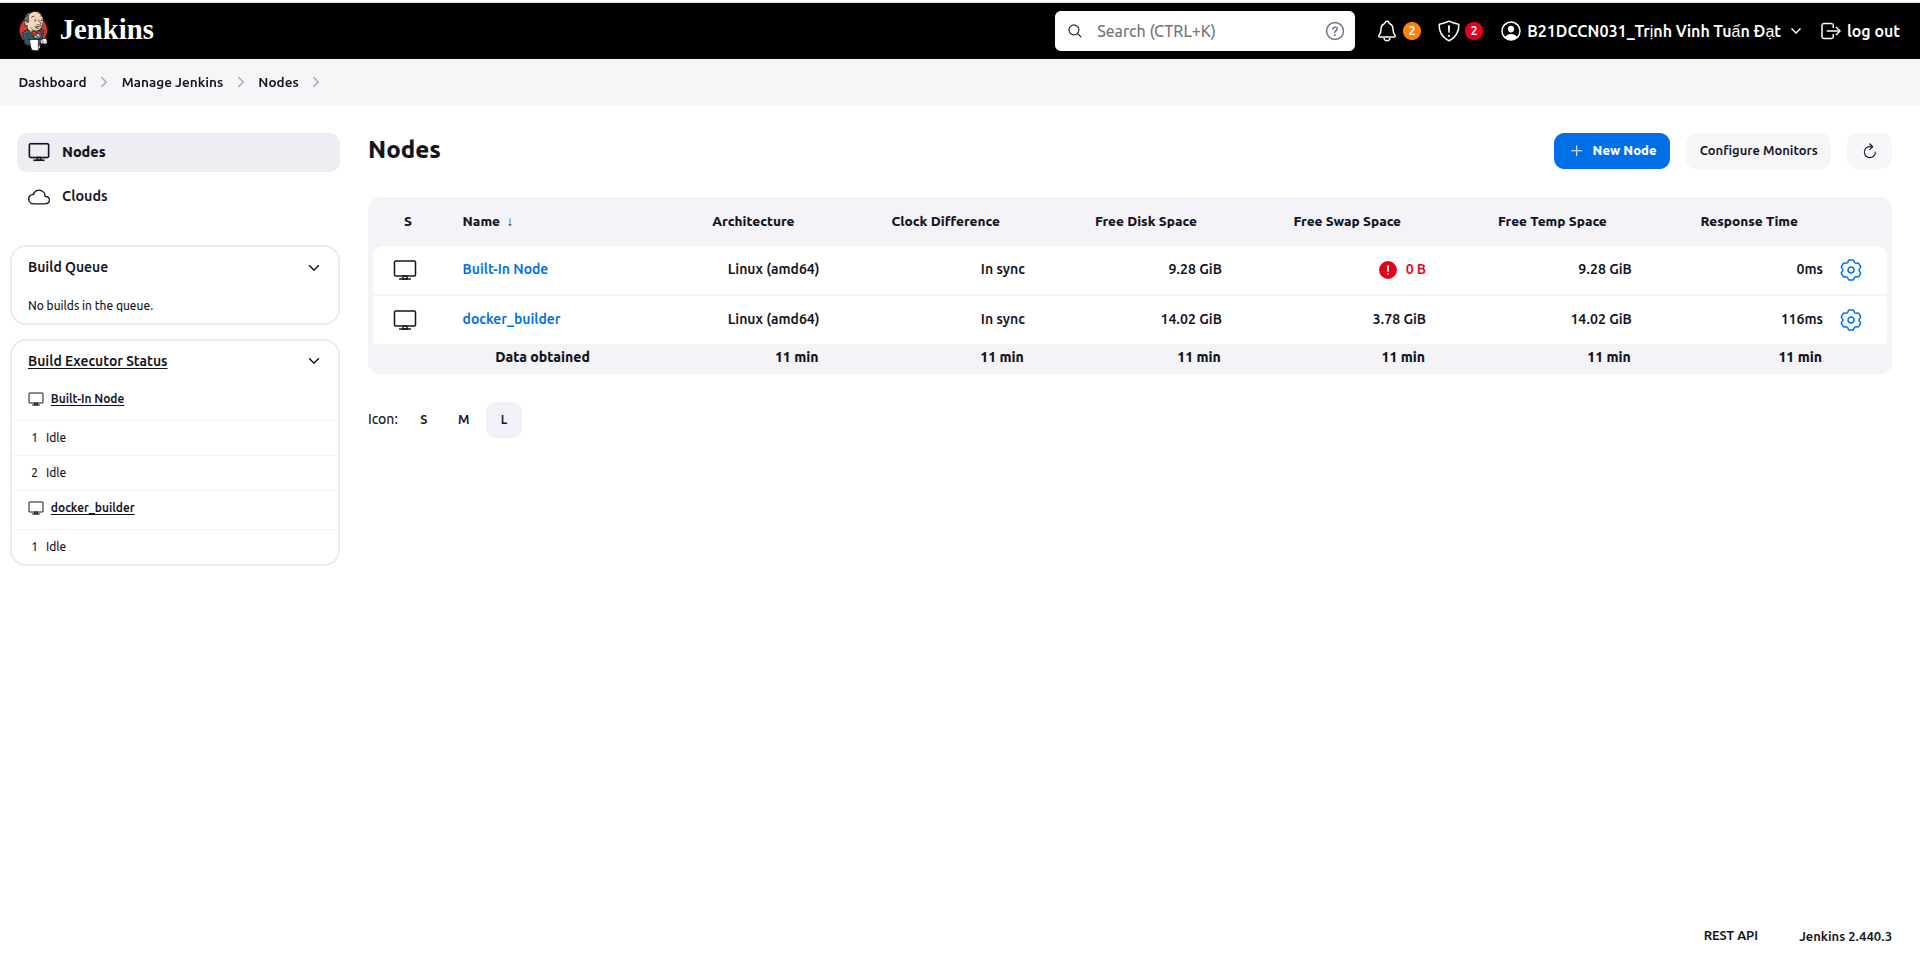 Jenkins
Search (CTRL+K)
2
2
B21DCCN031_Trịnh Vinh Tuấn Đạt
log out
Dashboard Manage Jenkins Nodes
Nodes
Clouds
Build Queue
No builds in the queue.
Build Executor Status
Built-In Node
1 Idle
2 Idle
docker_builder
1 Idle
Nodes
New Node
Configure Monitors
S Name ↓ Architecture Clock Difference Free Disk Space Free Swap Space Free Temp Space Response Time
Built-In Node Linux (amd64) In sync 9.28 GiB 0 B 9.28 GiB 0ms
docker_builder Linux (amd64) In sync 14.02 GiB 3.78 GiB 14.02 GiB 116ms
Data obtained 11 min 11 min 11 min 11 min 11 min 11 min
Icon: S M L
REST API Jenkins 2.440.3